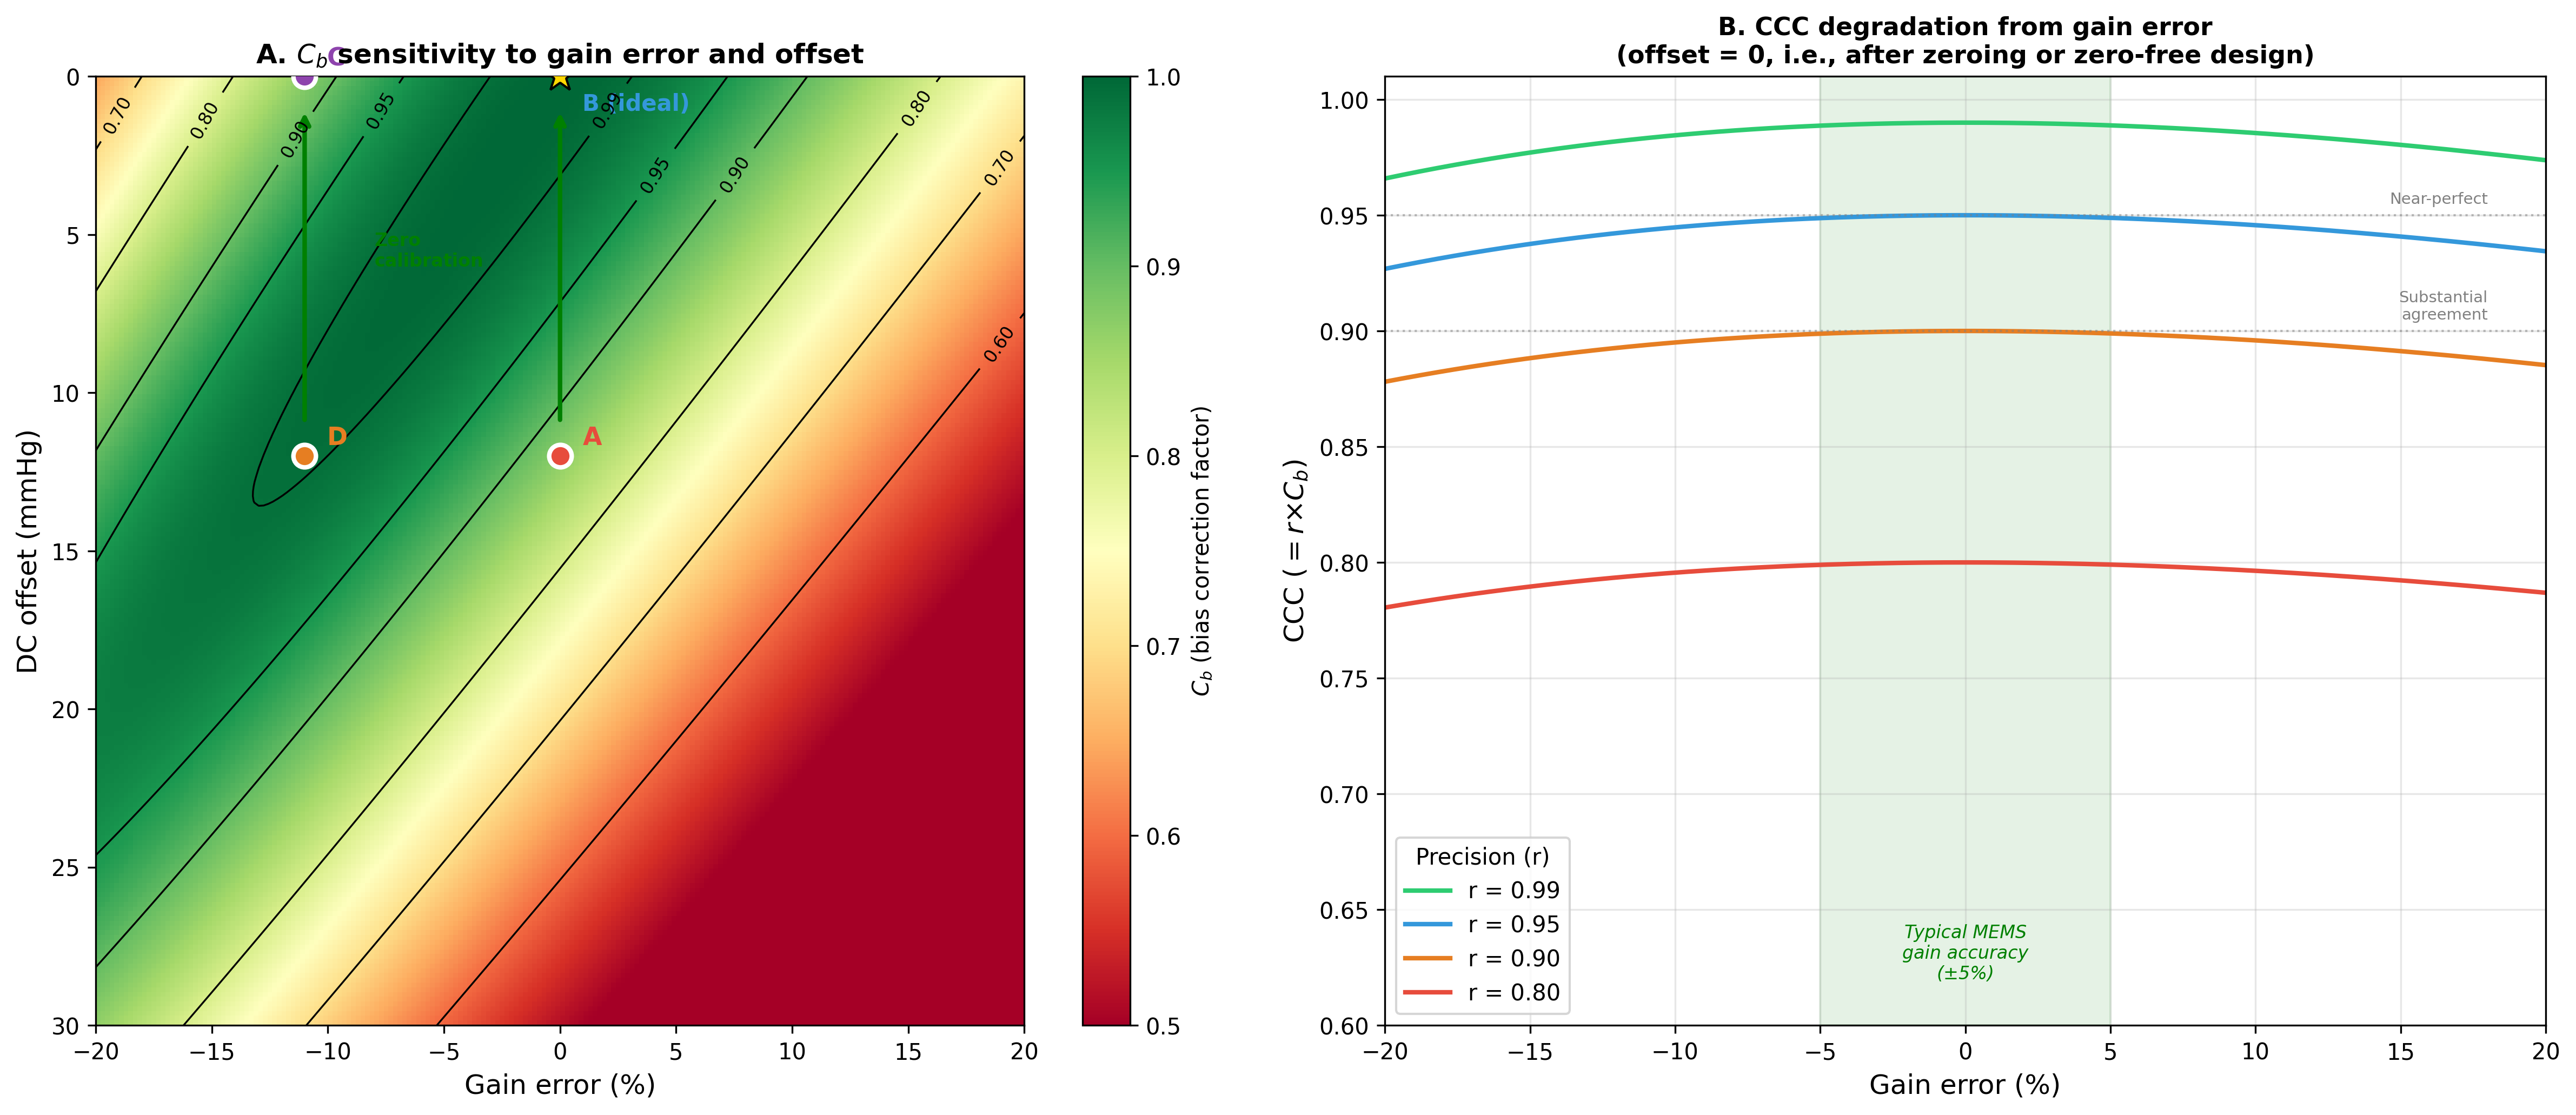 A. C_b sensitivity to gain error and offset
C
0
5
10
15
20
25
30
DC offset (mmHg)
−20
−15
−10
−5
0
5
10
15
20
Gain error (%)
0.70
0.80
0.90
0.95
0.99
0.95
0.90
0.80
0.70
0.60
B (ideal)
Zero
calibration
D
A
1.0
0.9
0.8
0.7
0.6
0.5
C_b (bias correction factor)
B. CCC degradation from gain error
(offset = 0, i.e., after zeroing or zero-free design)
1.00
0.95
0.90
0.85
0.80
0.75
0.70
0.65
0.60
CCC (= r×C_b)
Near-perfect
Substantial
agreement
Typical MEMS
gain accuracy
(±5%)
Precision (r)
r = 0.99
r = 0.95
r = 0.90
r = 0.80
−20
−15
−10
−5
0
5
10
15
20
Gain error (%)